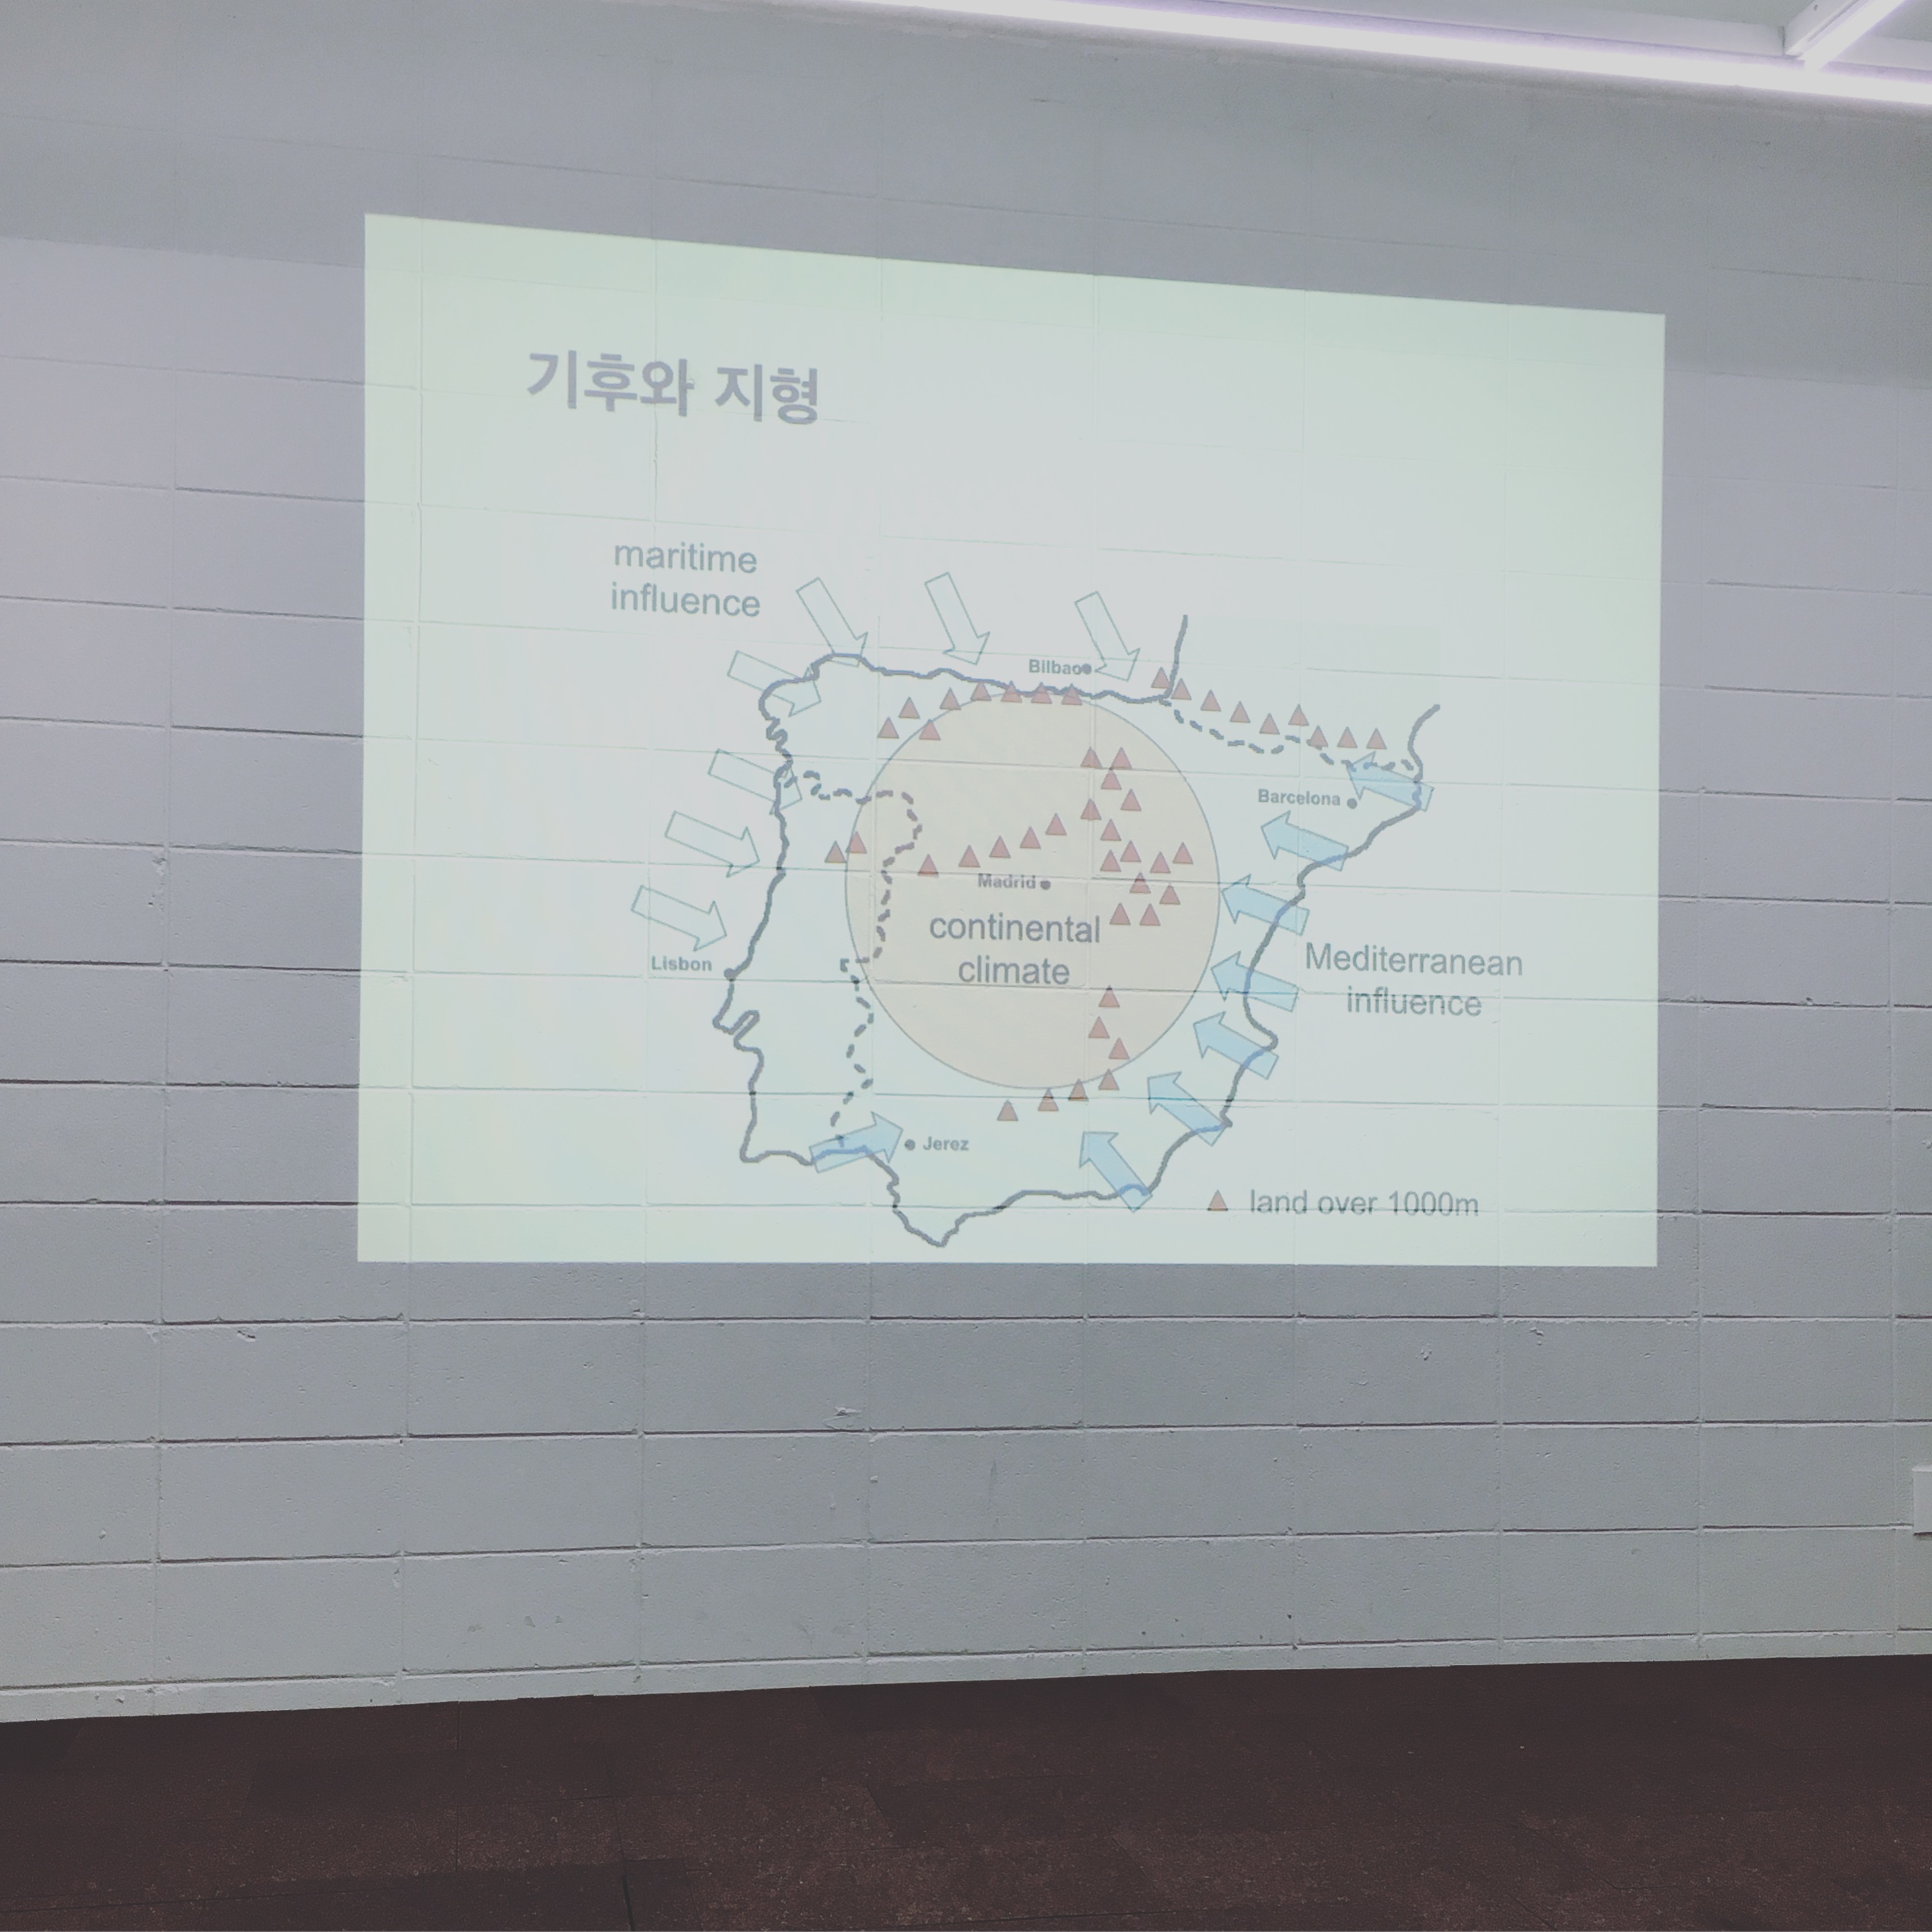 기후와 지형
maritime
influence
Bilbao
Barcelona
Madrid
continental
climate
Lisbon
Mediterranean
influence
Jerez
land over 1000m